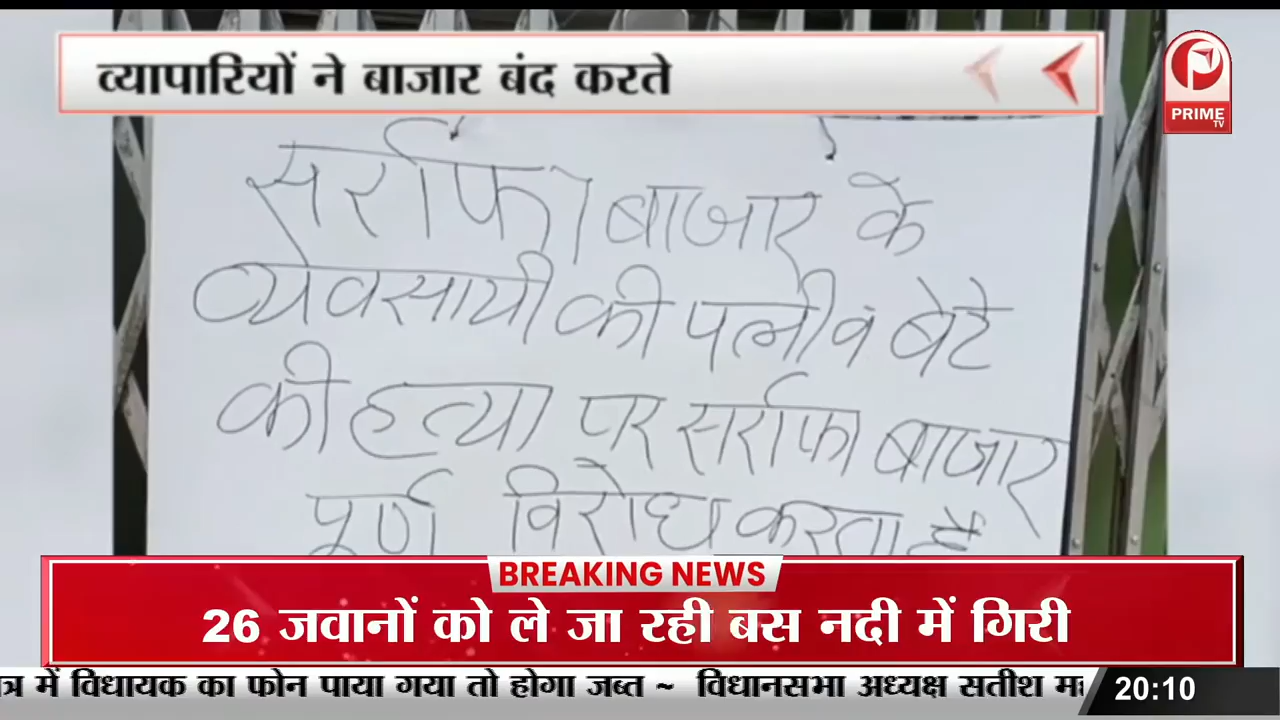 व्यापारियों ने बाजार बंद करते
PRIME
TV
सर्राफा बाजार के
व्येवसायी की पत्नी व बेटे
की हत्या पर सर्राफा बाजार
पूर्ण विरोध करता है
BREAKING NEWS
26 जवानों को ले जा रही बस नदी में गिरी
त्र में विधायक का फोन पाया गया तो होगा जब्त ~ विधानसभा अध्यक्ष सतीश
20:10